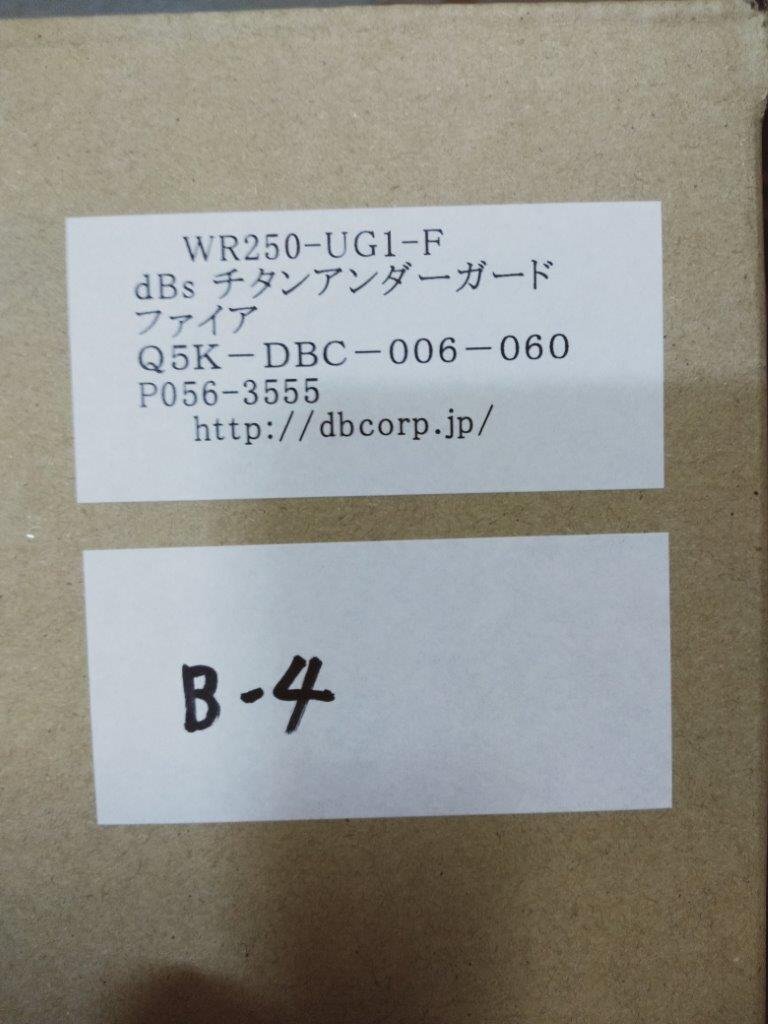 WR250-UG1-F
dBs チタンアンダーガード
ファイア
Q5K－DBC－006－060
P056-3555
http://dbcorp.jp/
B-4